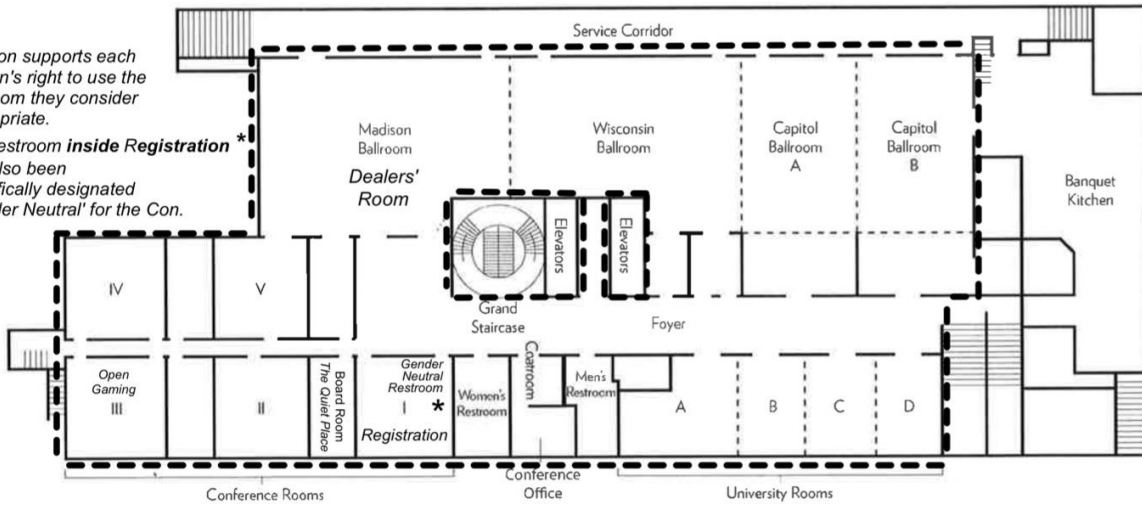 Service Corridor
on supports each
n's right to use the
om they consider
priate.
estroom inside Registration *
lso been
fically designated
ler Neutral' for the Con.
Madison
Ballroom
Dealers'
Room
Wisconsin
Ballroom
Capitol
Ballroom
A
Capitol
Ballroom
B
Banquet
Kitchen
Elevators
Elevators
IV
V
Grand
Staircase
Foyer
Open
Gaming
III
II
Board Room
The Quiet Place
Gender
Neutral
Restroom
I *
Registration
Women's
Restroom
Coatroom
Men's
Restroom
A
B
C
D
Conference Rooms
Conference
Office
University Rooms